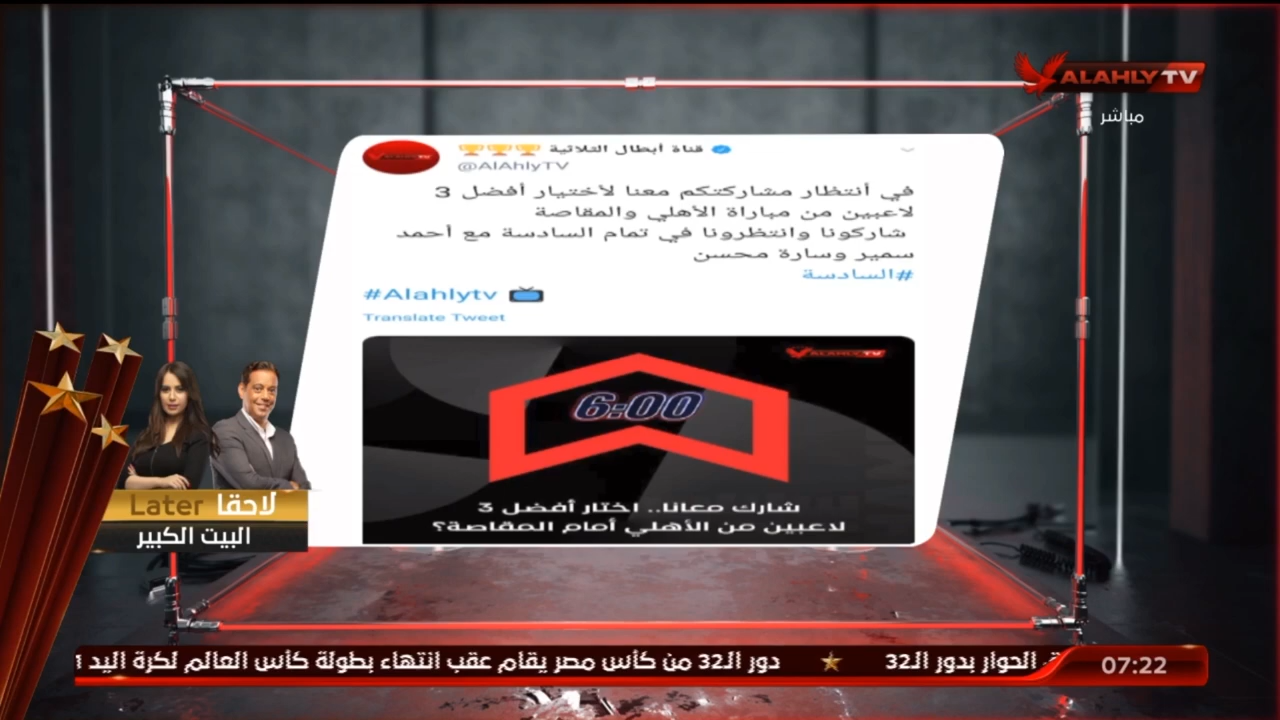 ALAHLY TV
مباشر
قناة أبطال الثلاثية 🏆🏆🏆
@AlAhlyTV
في أنتظار مشاركتكم معنا لأختيار أفضل 3
لاعبين من مباراة الأهلي والمقاصة
شاركونا وانتظرونا في تمام السادسة مع أحمد
سمير وسارة محسن
#السادسة
#Alahlytv 📺
Translate Tweet
ALAHLY TV
6:00
شارك معانا.. اختار أفضل 3
لاعبين من الأهلي أمام المقاصة؟
لاحقا Later
البيت الكبير
الحوار بدور الـ32 ★ دور الـ32 من كأس مصر يقام عقب انتهاء بطولة كأس العالم لكرة اليد
07:22